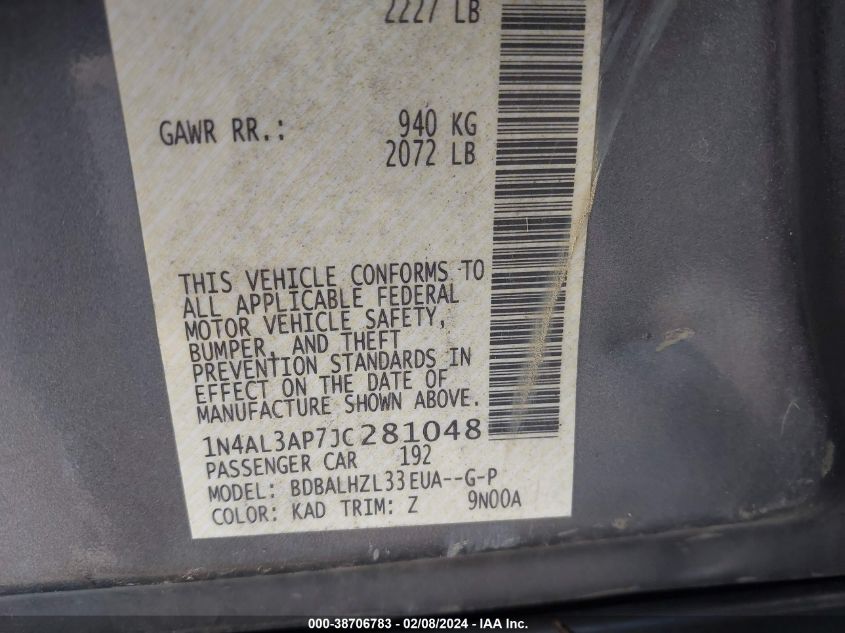 2227 LB
GAWR RR.: 940 KG
2072 LB
THIS VEHICLE CONFORMS TO
ALL APPLICABLE FEDERAL
MOTOR VEHICLE SAFETY,
BUMPER, AND THEFT
PREVENTION STANDARDS IN
EFFECT ON THE DATE OF
MANUFACTURE SHOWN ABOVE.
1N4AL3AP7JC281048
PASSENGER CAR 192
MODEL: BDBALHZL33EUA--G-P
COLOR: KAD TRIM: Z 9N00A
000-38706783 - 02/08/2024 - IAA Inc.